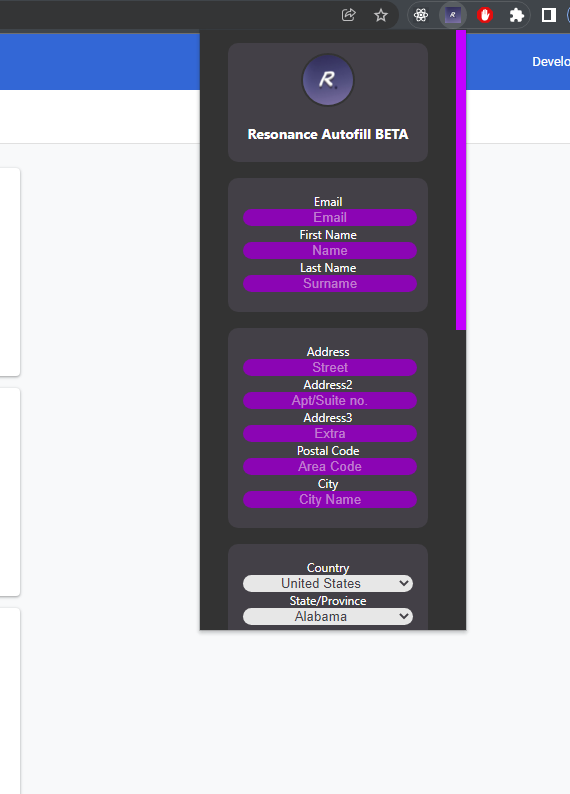 Develo
R.
Resonance Autofill BETA
Email
Email
First Name
Name
Last Name
Surname
Address
Street
Address2
Apt/Suite no.
Address3
Extra
Postal Code
Area Code
City
City Name
Country
United States
State/Province
Alabama